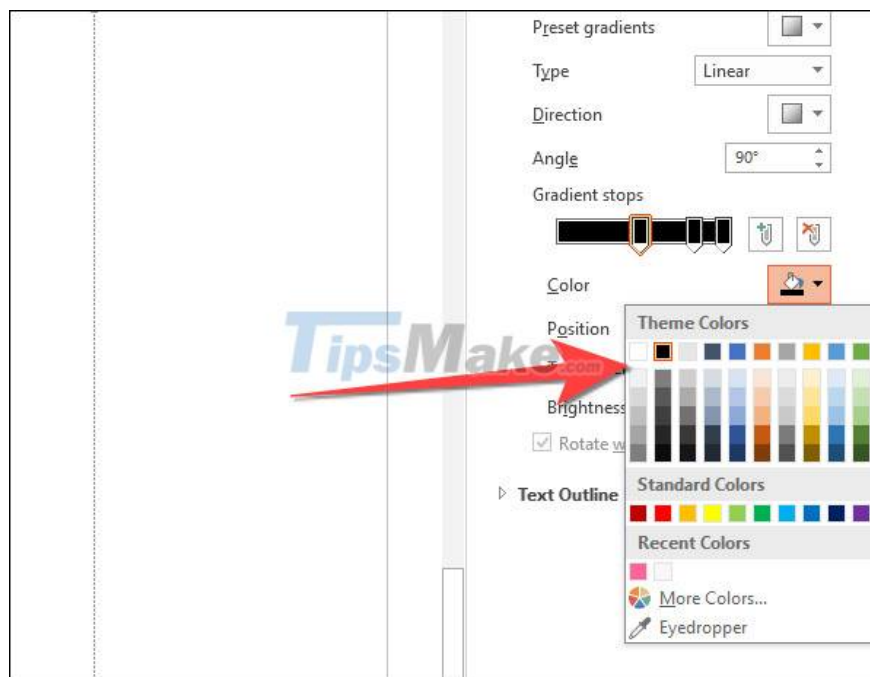 Preset gradients
Type
Linear
Direction
Angle
90°
Gradient stops
Color
Position
Theme Colors
TipsMake.com
Brightness
Rotate w
Standard Colors
Text Outline
Recent Colors
More Colors...
Eyedropper